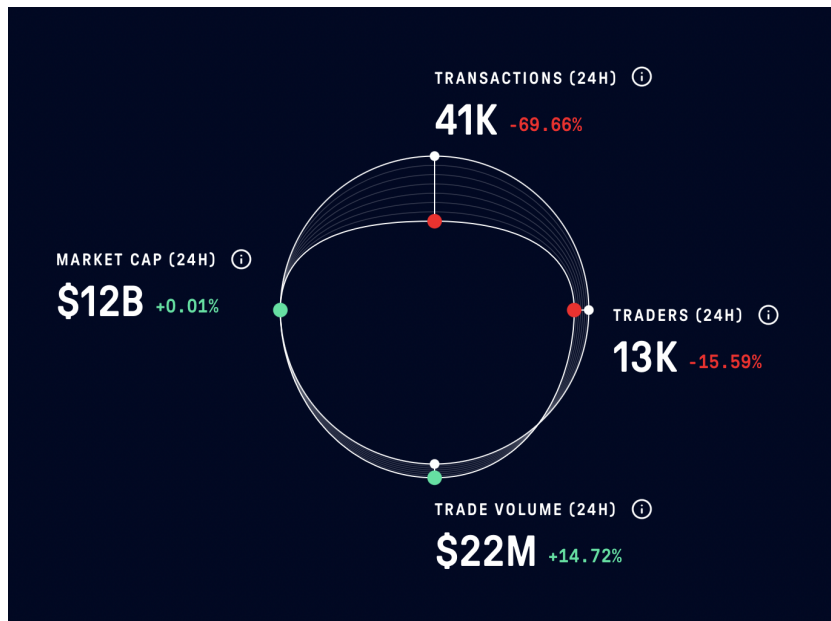 TRANSACTIONS (24H)
41K -69.66%
MARKET CAP (24H)
$12B +0.01%
TRADERS (24H)
13K -15.59%
TRADE VOLUME (24H)
$22M +14.72%